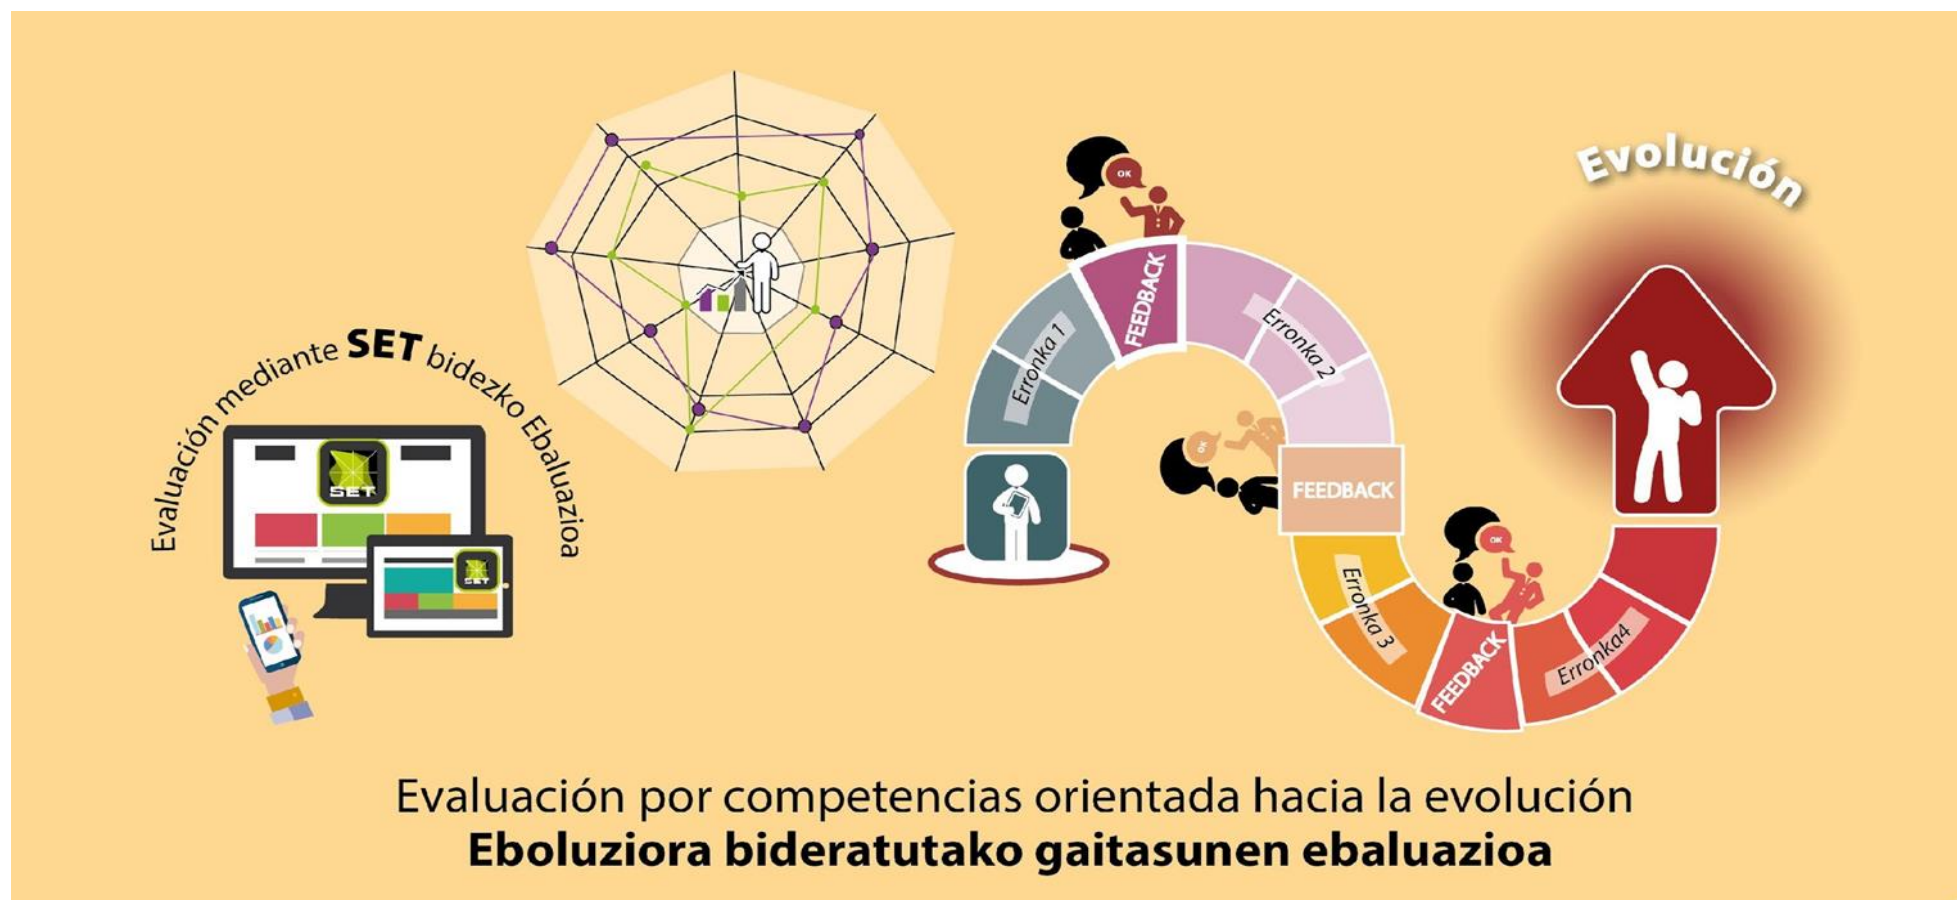 Evaluación mediante SET bidezko Ebaluazioa
SET
SET
Erronka 1
FEEDBACK
OK
Erronka 2
FEEDBACK
OK
Erronka 3
FEEDBACK
OK
Erronka4
Evolución
Evaluación por competencias orientada hacia la evolución
Eboluziora bideratutako gaitasunen ebaluazioa